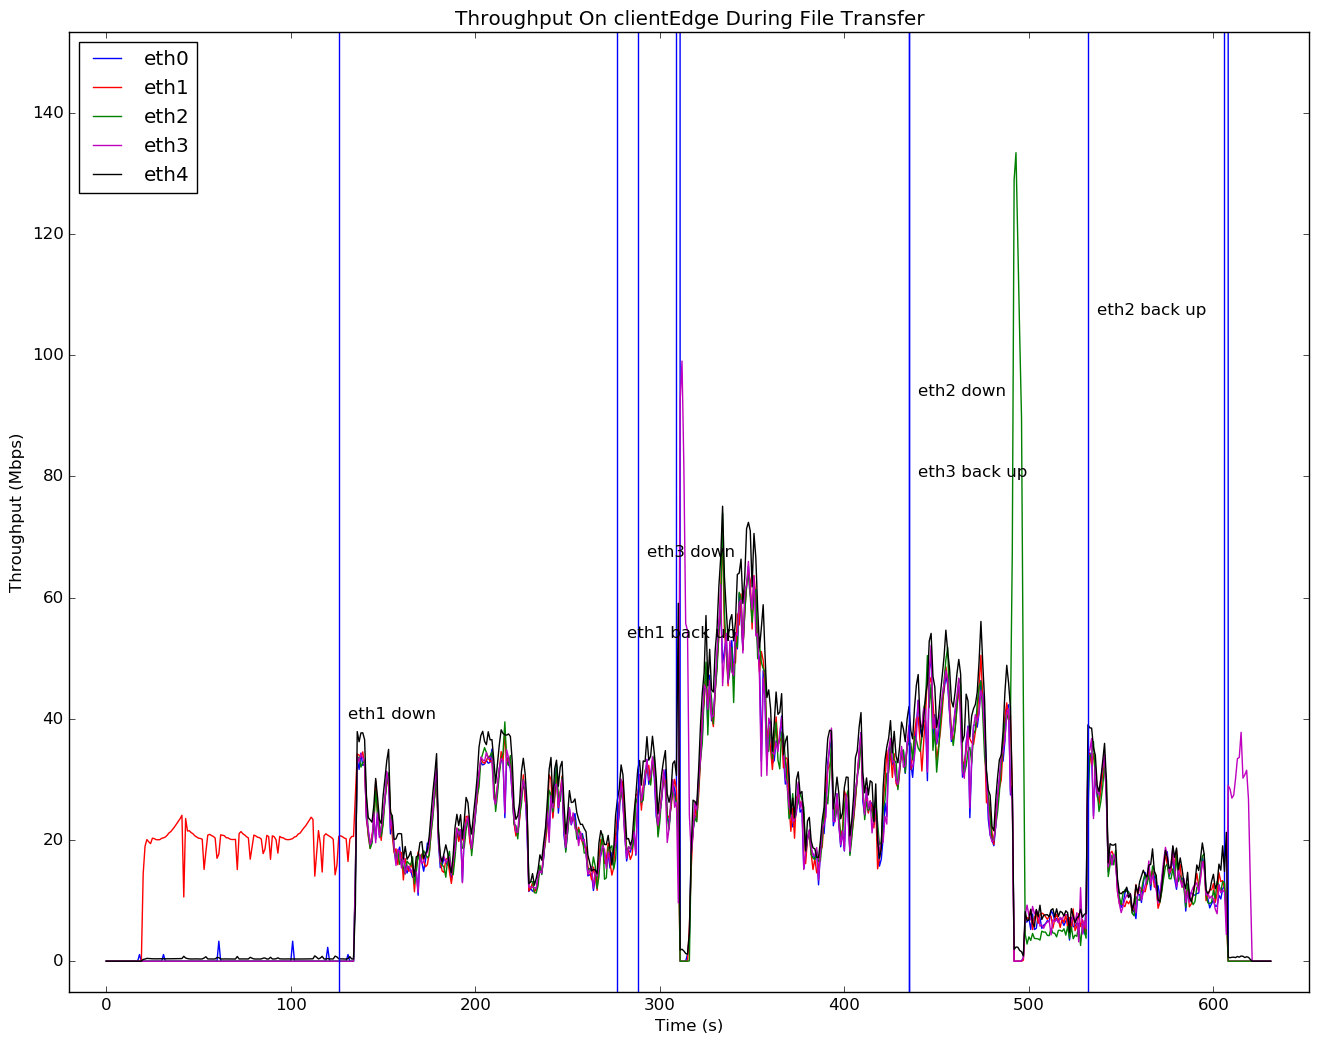 Throughput On clientEdge During File Transfer
eth0
eth1
eth2
eth3
eth4
140
120
100
80
60
40
20
0
Throughput (Mbps)
eth2 back up
eth2 down
eth3 back up
eth3 down
eth1 back up
eth1 down
0
100
200
300
400
500
600
Time (s)